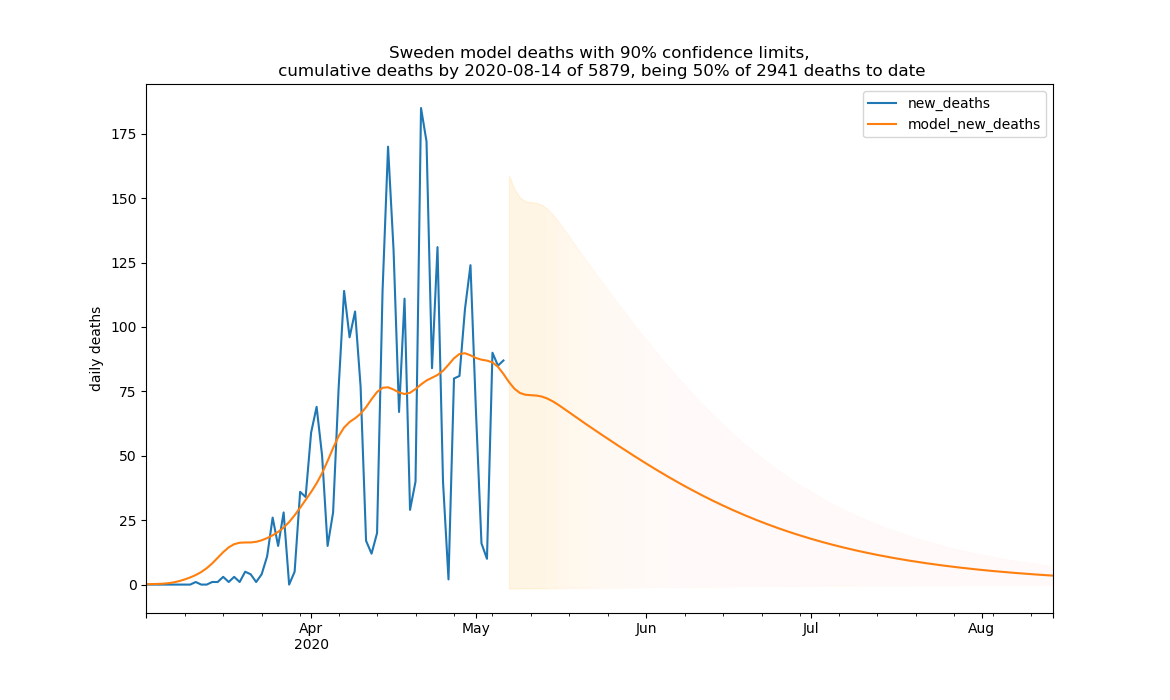 Sweden model deaths with 90% confidence limits,
cumulative deaths by 2020-08-14 of 5879, being 50% of 2941 deaths to date
new_deaths
model_new_deaths
175
150
125
100
75
50
25
0
daily deaths
Apr
2020
May
Jun
Jul
Aug